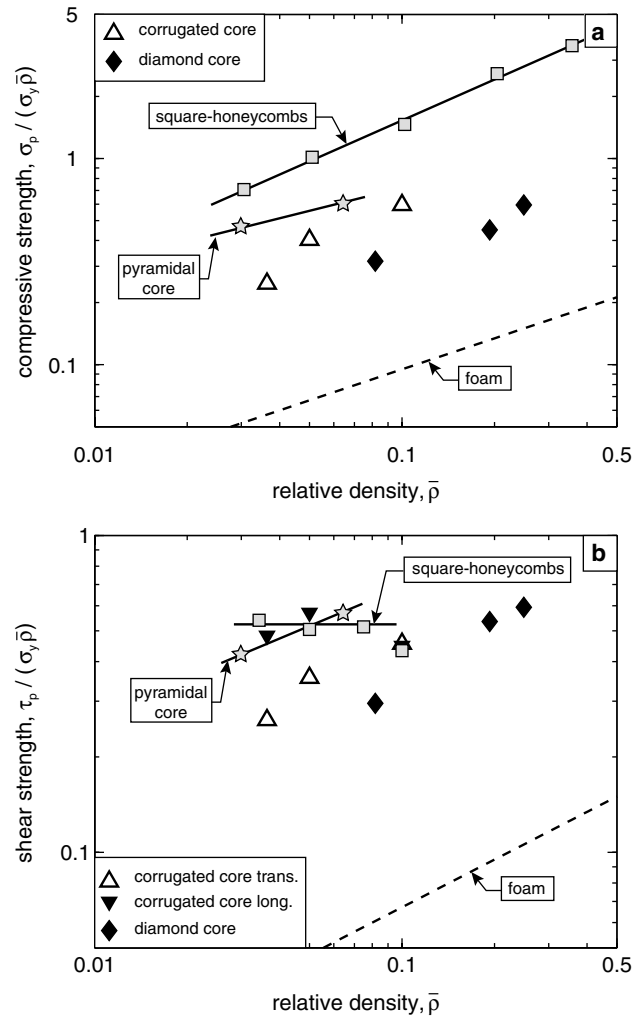 5
a
corrugated core
diamond core
square-honeycombs
1
pyramidal
core
0.1
foam
compressive strength, σp / (σy ρ̄)
0.01
0.1
0.5
relative density, ρ̄
1
b
square-honeycombs
pyramidal
core
shear strength, τp / (σy ρ̄)
0.1
corrugated core trans.
corrugated core long.
diamond core
foam
0.01
0.1
0.5
relative density, ρ̄